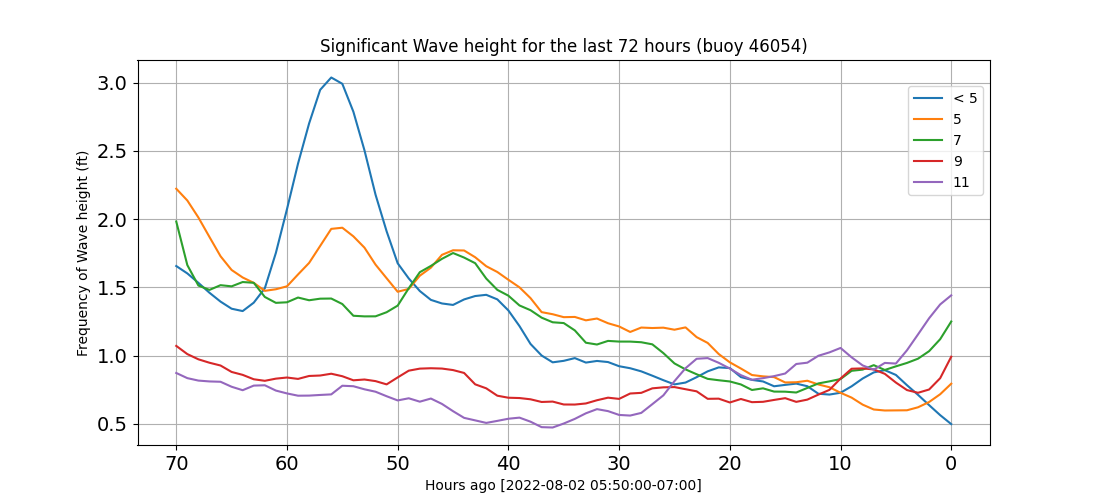 Significant Wave height for the last 72 hours (buoy 46054)
Frequency of Wave height (ft)
3.0
2.5
2.0
1.5
1.0
0.5
< 5
5
7
9
11
70 60 50 40 30 20 10 0
Hours ago [2022-08-02 05:50:00-07:00]